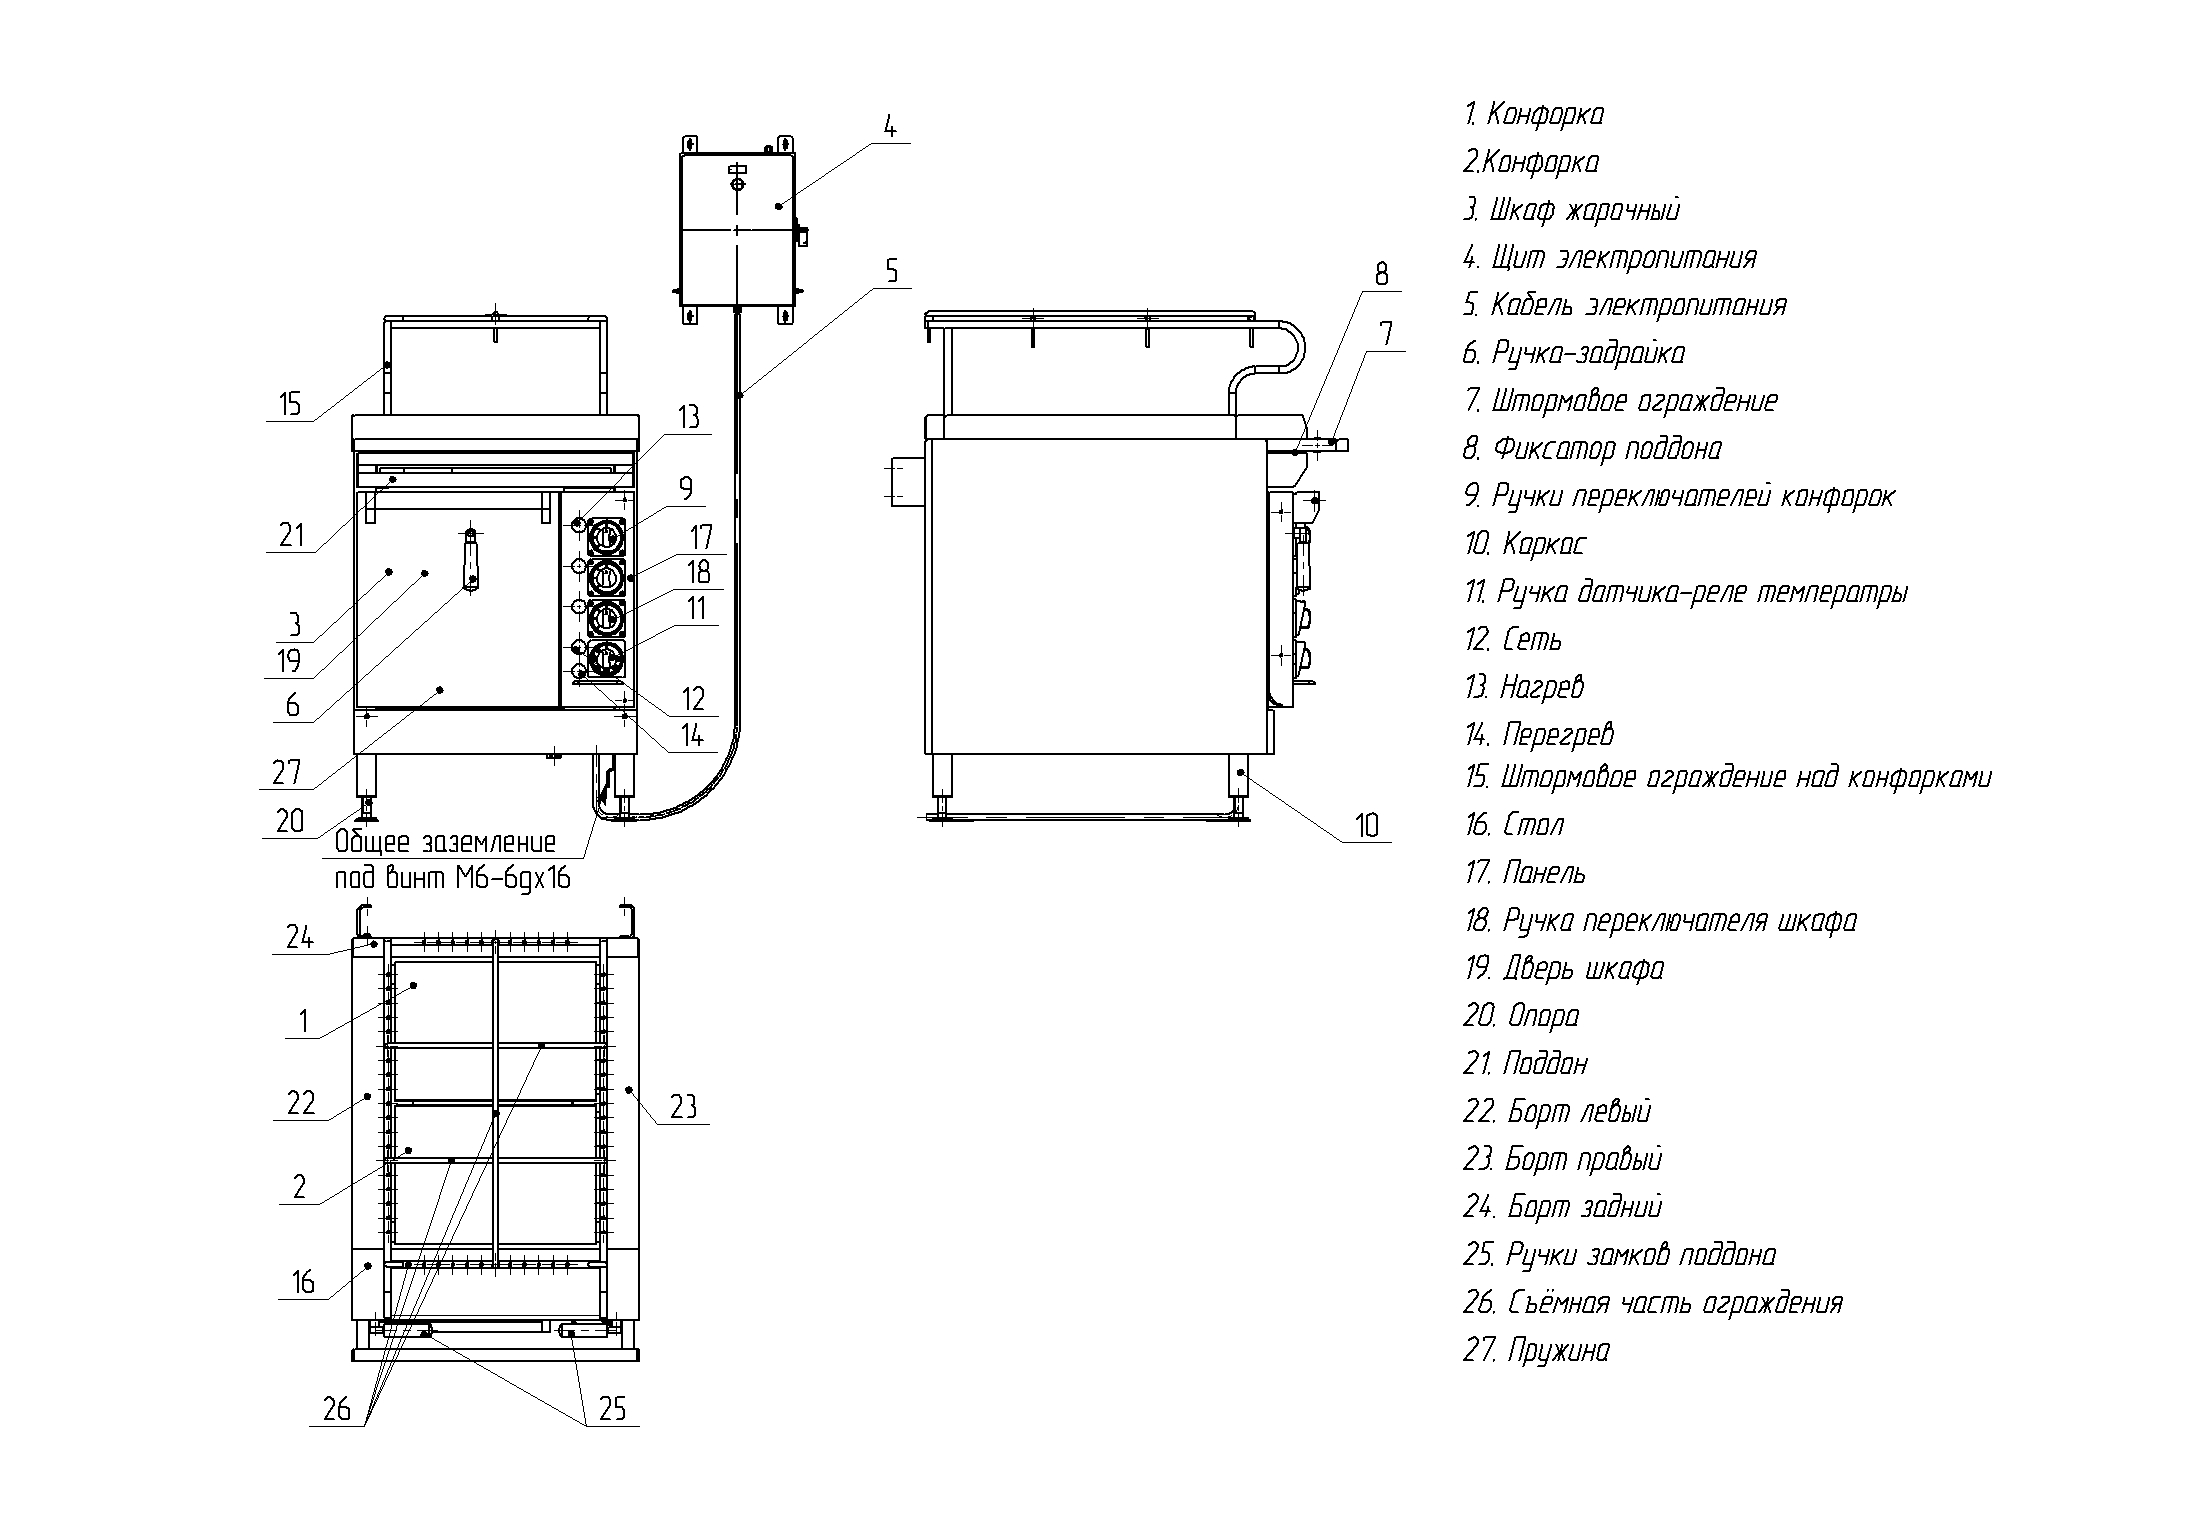 4
5
8
7
15
13
21
9
17
18
3
11
19
6
12
14
27
20
10
Общее заземление
под винт М6-6gx16
24
1
22
23
2
16
26
25
1. Конфорка
2.Конфорка
3. Шкаф жарочный
4. Щит электропитания
5. Кабель электропитания
6. Ручка-задрайка
7. Штормовое ограждение
8. Фиксатор поддона
9. Ручки переключателей конфорок
10. Каркас
11. Ручка датчика-реле температры
12. Сеть
13. Нагрев
14. Перегрев
15. Штормовое ограждение над конфорками
16. Стол
17. Панель
18. Ручка переключателя шкафа
19. Дверь шкафа
20. Опора
21. Поддон
22. Борт левый
23. Борт правый
24. Борт задний
25. Ручки замков поддона
26. Съёмная часть ограждения
27. Пружина